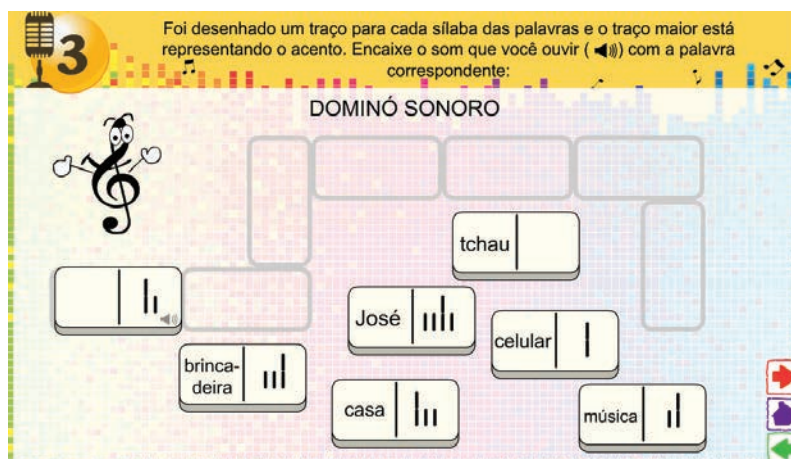 3
Foi desenhado um traço para cada sílaba das palavras e o traço maior está
representando o acento. Encaixe o som que você ouvir ( ) com a palavra
correspondente:
DOMINÓ SONORO
tchau
José
celular
brinca-
deira
casa
música